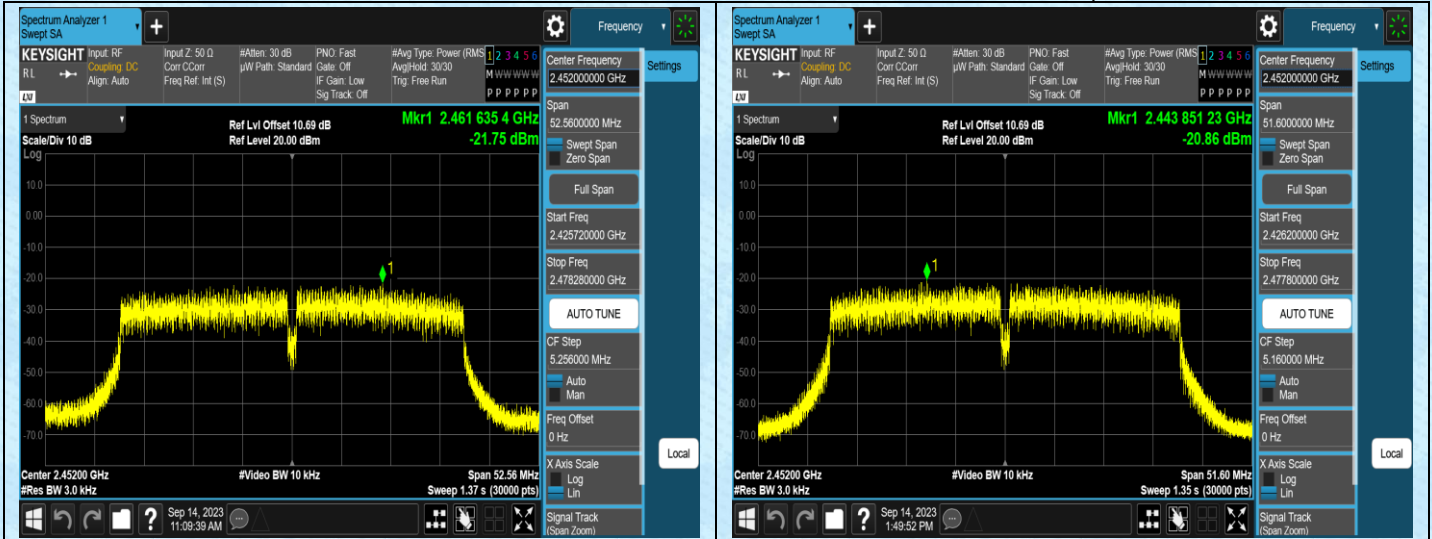 Spectrum Analyzer 1
Swept SA
+
Frequency
KEYSIGHT
RL
LXI
Input: RF
Coupling: DC
Align: Auto
Input Z: 50 Ω
Corr CCorr
Freq Ref: Int (S)
#Atten: 30 dB
µW Path: Standard
PNO: Fast
Gate: Off
IF Gain: Low
Sig Track: Off
#Avg Type: Power (RMS
Avg|Hold: 30/30
Trig: Free Run
1 2 3 4 5 6
M W W W W W
P P P P P P
Center Frequency
2.452000000 GHz
Settings
1 Spectrum
Scale/Div 10 dB
Log
Ref Lvl Offset 10.69 dB
Ref Level 20.00 dBm
Mkr1 2.461 635 4 GHz
-21.75 dBm
10.0
0.00
-10.0
-20.0
-30.0
-40.0
-50.0
-60.0
-70.0
1
Span
52.5600000 MHz
Swept Span
Zero Span
Full Span
Start Freq
2.425720000 GHz
Stop Freq
2.478280000 GHz
AUTO TUNE
CF Step
5.256000 MHz
Auto
Man
Freq Offset
0 Hz
X Axis Scale
Log
Lin
Signal Track
(Span Zoom)
Local
Center 2.45200 GHz
#Video BW 10 kHz
Span 52.56 MHz
#Res BW 3.0 kHz
Sweep 1.37 s (30000 pts)
?
Sep 14, 2023
11:09:39 AM
Spectrum Analyzer 1
Swept SA
+
Frequency
KEYSIGHT
RL
LXI
Input: RF
Coupling: DC
Align: Auto
Input Z: 50 Ω
Corr CCorr
Freq Ref: Int (S)
#Atten: 30 dB
µW Path: Standard
PNO: Fast
Gate: Off
IF Gain: Low
Sig Track: Off
#Avg Type: Power (RMS
Avg|Hold: 30/30
Trig: Free Run
1 2 3 4 5 6
M W W W W W
P P P P P P
Center Frequency
2.452000000 GHz
Settings
1 Spectrum
Scale/Div 10 dB
Log
Ref Lvl Offset 10.69 dB
Ref Level 20.00 dBm
Mkr1 2.443 851 23 GHz
-20.86 dBm
10.0
0.00
-10.0
-20.0
-30.0
-40.0
-50.0
-60.0
-70.0
1
Span
51.6000000 MHz
Swept Span
Zero Span
Full Span
Start Freq
2.426200000 GHz
Stop Freq
2.477800000 GHz
AUTO TUNE
CF Step
5.160000 MHz
Auto
Man
Freq Offset
0 Hz
X Axis Scale
Log
Lin
Signal Track
(Span Zoom)
Local
Center 2.45200 GHz
#Video BW 10 kHz
Span 51.60 MHz
#Res BW 3.0 kHz
Sweep 1.35 s (30000 pts)
?
Sep 14, 2023
1:49:52 PM